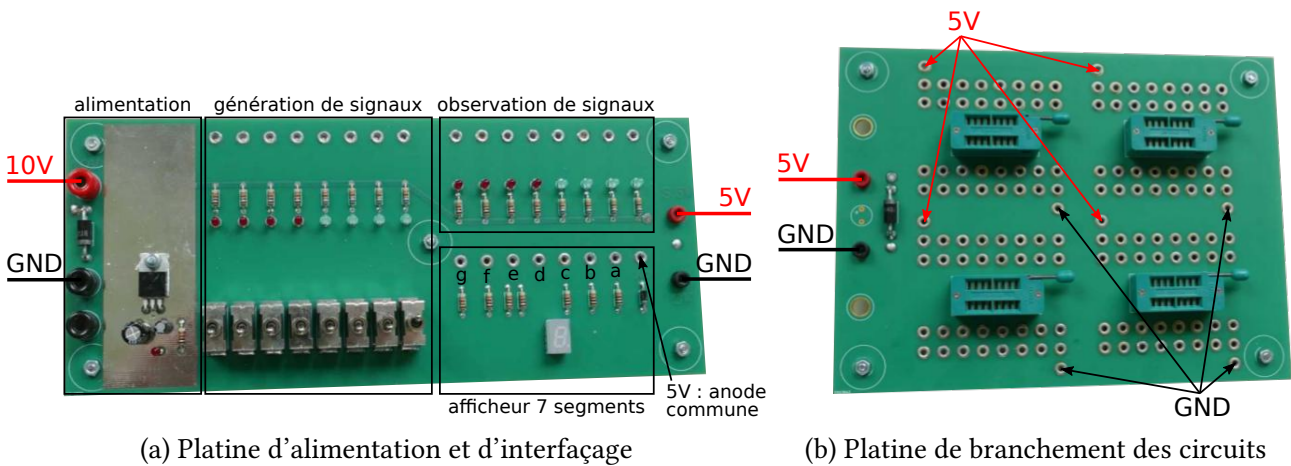 alimentation
génération de signaux
observation de signaux
10V
GND
5V
GND
g f e d c b a
5V : anode
commune
afficheur 7 segments
(a) Platine d'alimentation et d'interfaçage
5V
5V
GND
GND
(b) Platine de branchement des circuits